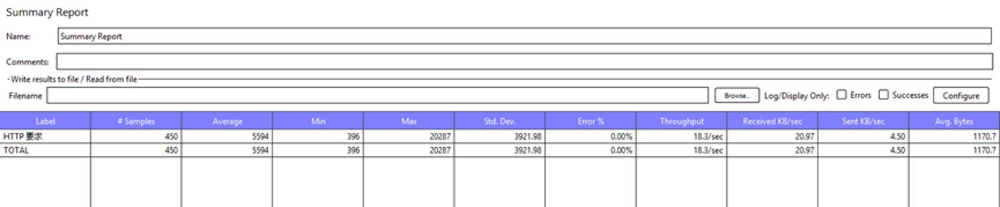 Summary Report
Name: Summary Report
Comments:
Write results to file / Read from file
Filename Browse... Log/Display Only: Errors Successes Configure
Label # Samples Average Min Max Std. Dev. Error % Throughput Received KB/sec Sent KB/sec Avg. Bytes
HTTP 要求 450 5594 396 20287 3921.98 0.00% 18.3/sec 20.97 4.50 1170.7
TOTAL 450 5594 396 20287 3921.98 0.00% 18.3/sec 20.97 4.50 1170.7